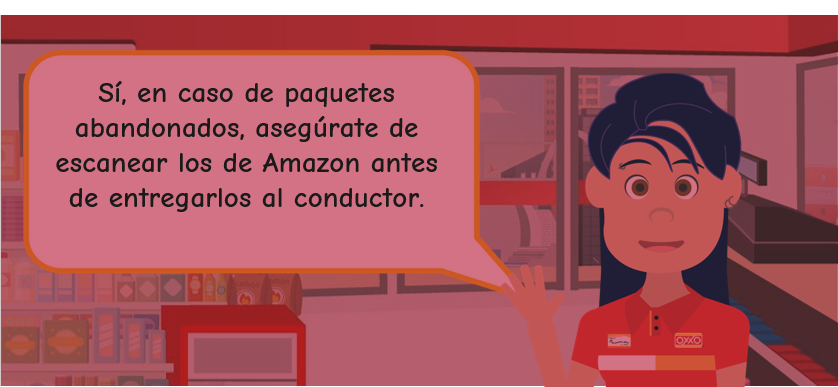 Sí, en caso de paquetes
abandonados, asegúrate de
escanear los de Amazon antes
de entregarlos al conductor.
OXXO